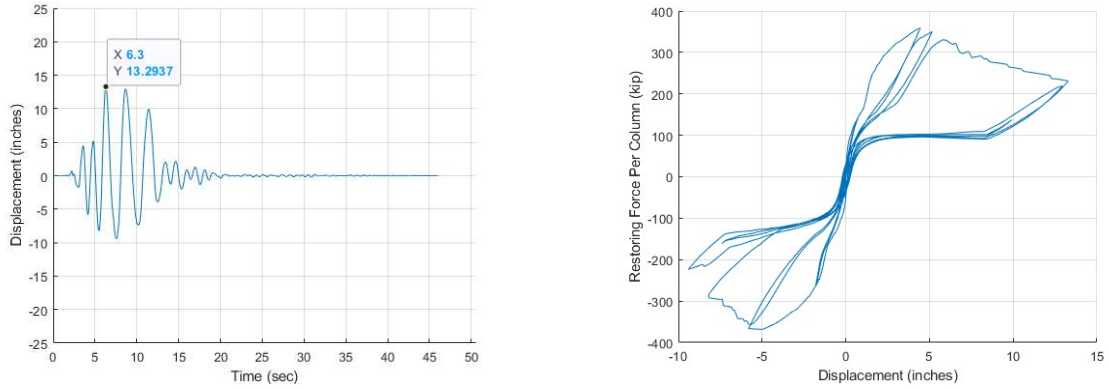 25
20
15
10
5
0
-5
-10
-15
-20
-25
0 5 10 15 20 25 30 35 40 45 50
Displacement (inches)
Time (sec)
X 6.3
Y 13.2937
400
300
200
100
0
-100
-200
-300
-400
-10 -5 0 5 10 15
Restoring Force Per Column (kip)
Displacement (inches)